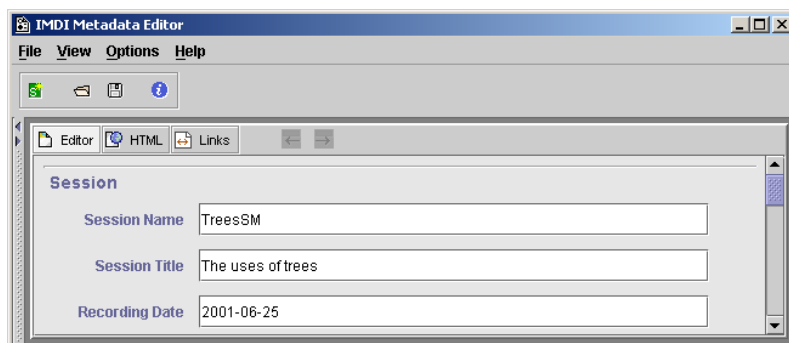 IMDI Metadata Editor
File View Options Help
Editor HTML Links
Session
Session Name TreesSM
Session Title The uses of trees
Recording Date 2001-06-25